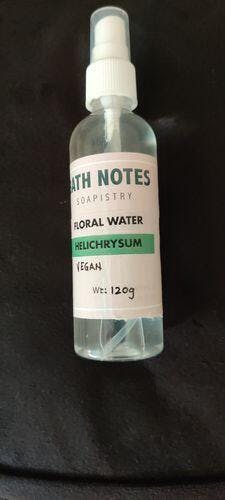 ATH NOTES
SOAPISTRY
FLORAL WATER
HELICHRYSUM
VEGAN
Wt: 120g